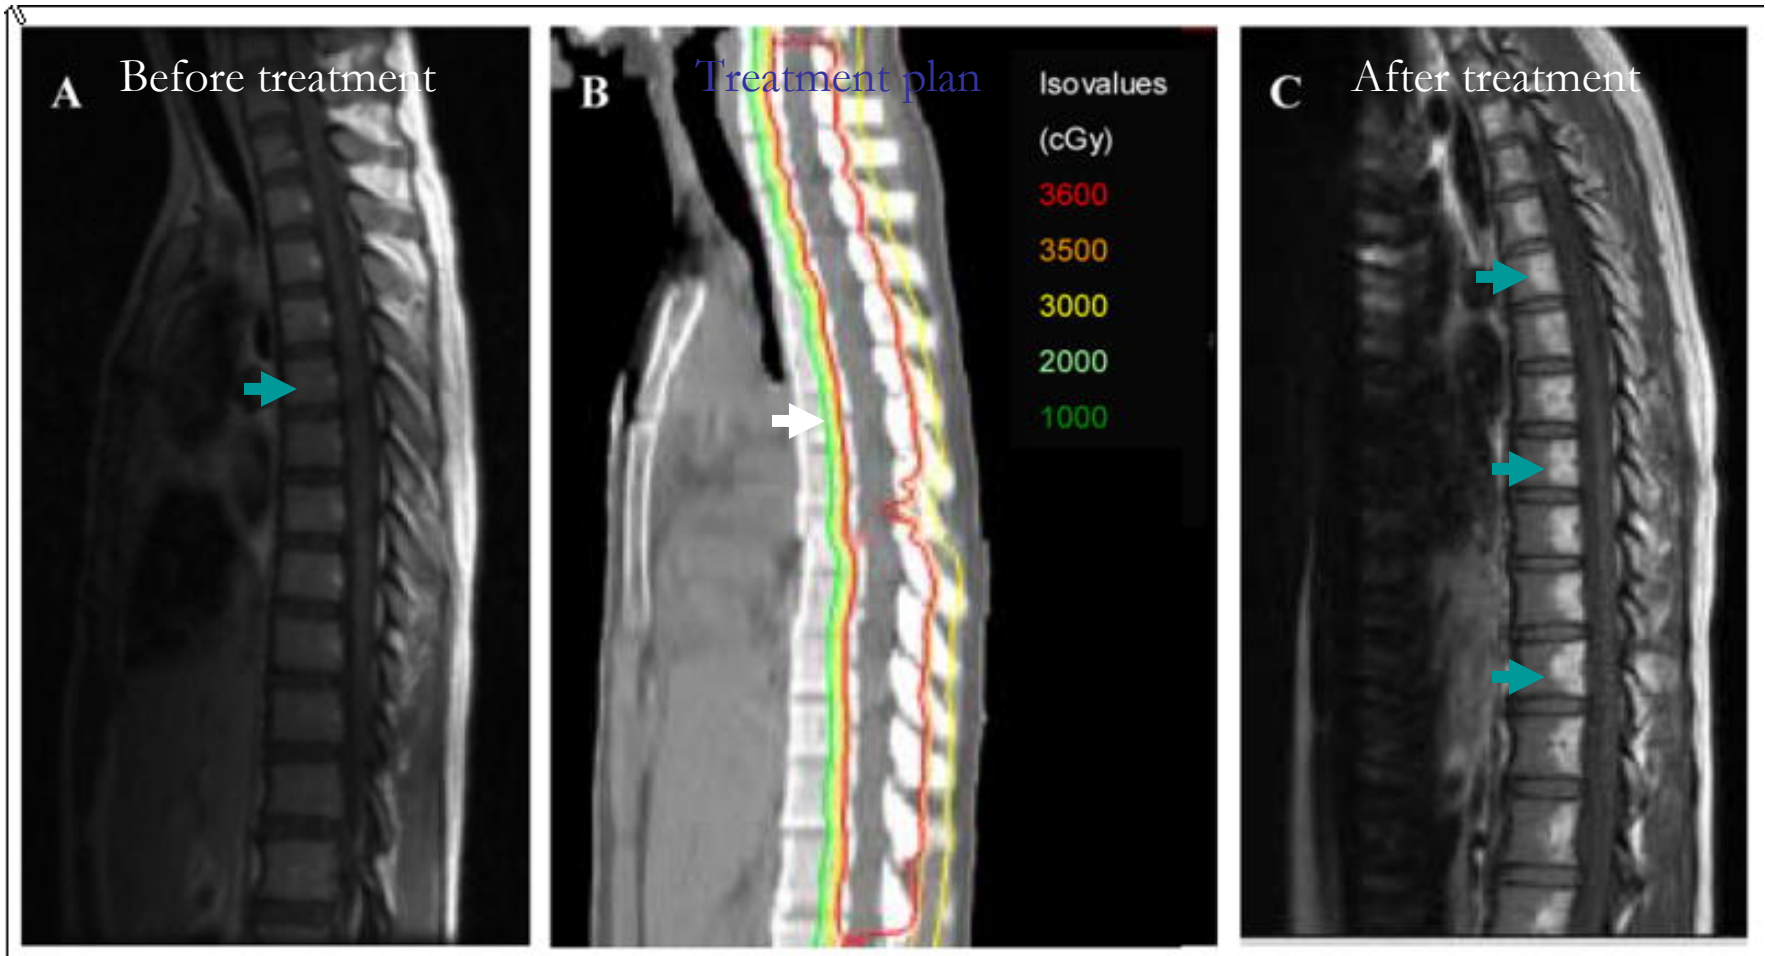 A Before treatment
B Treatment plan
Isovalues
(cGy)
3600
3500
3000
2000
1000
C After treatment